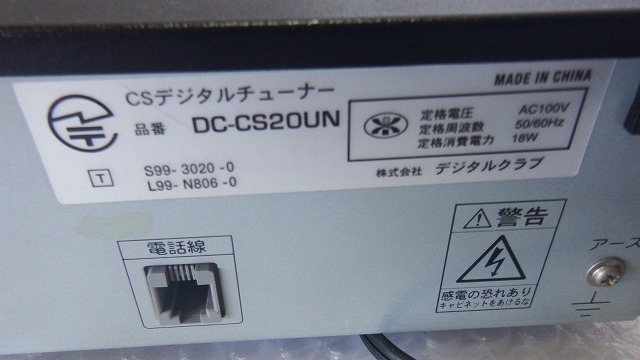 MADE IN CHINA
CSデジタルチューナー
品番 DC-CS20UN
定格電圧 AC100V
定格周波数 50/60Hz
定格消費電力 18W
T S99-3020-0
L99-N806-0
株式会社 デジタルクラブ
電話線
警告
感電の恐れあり
キャビネットをあけるな
アース